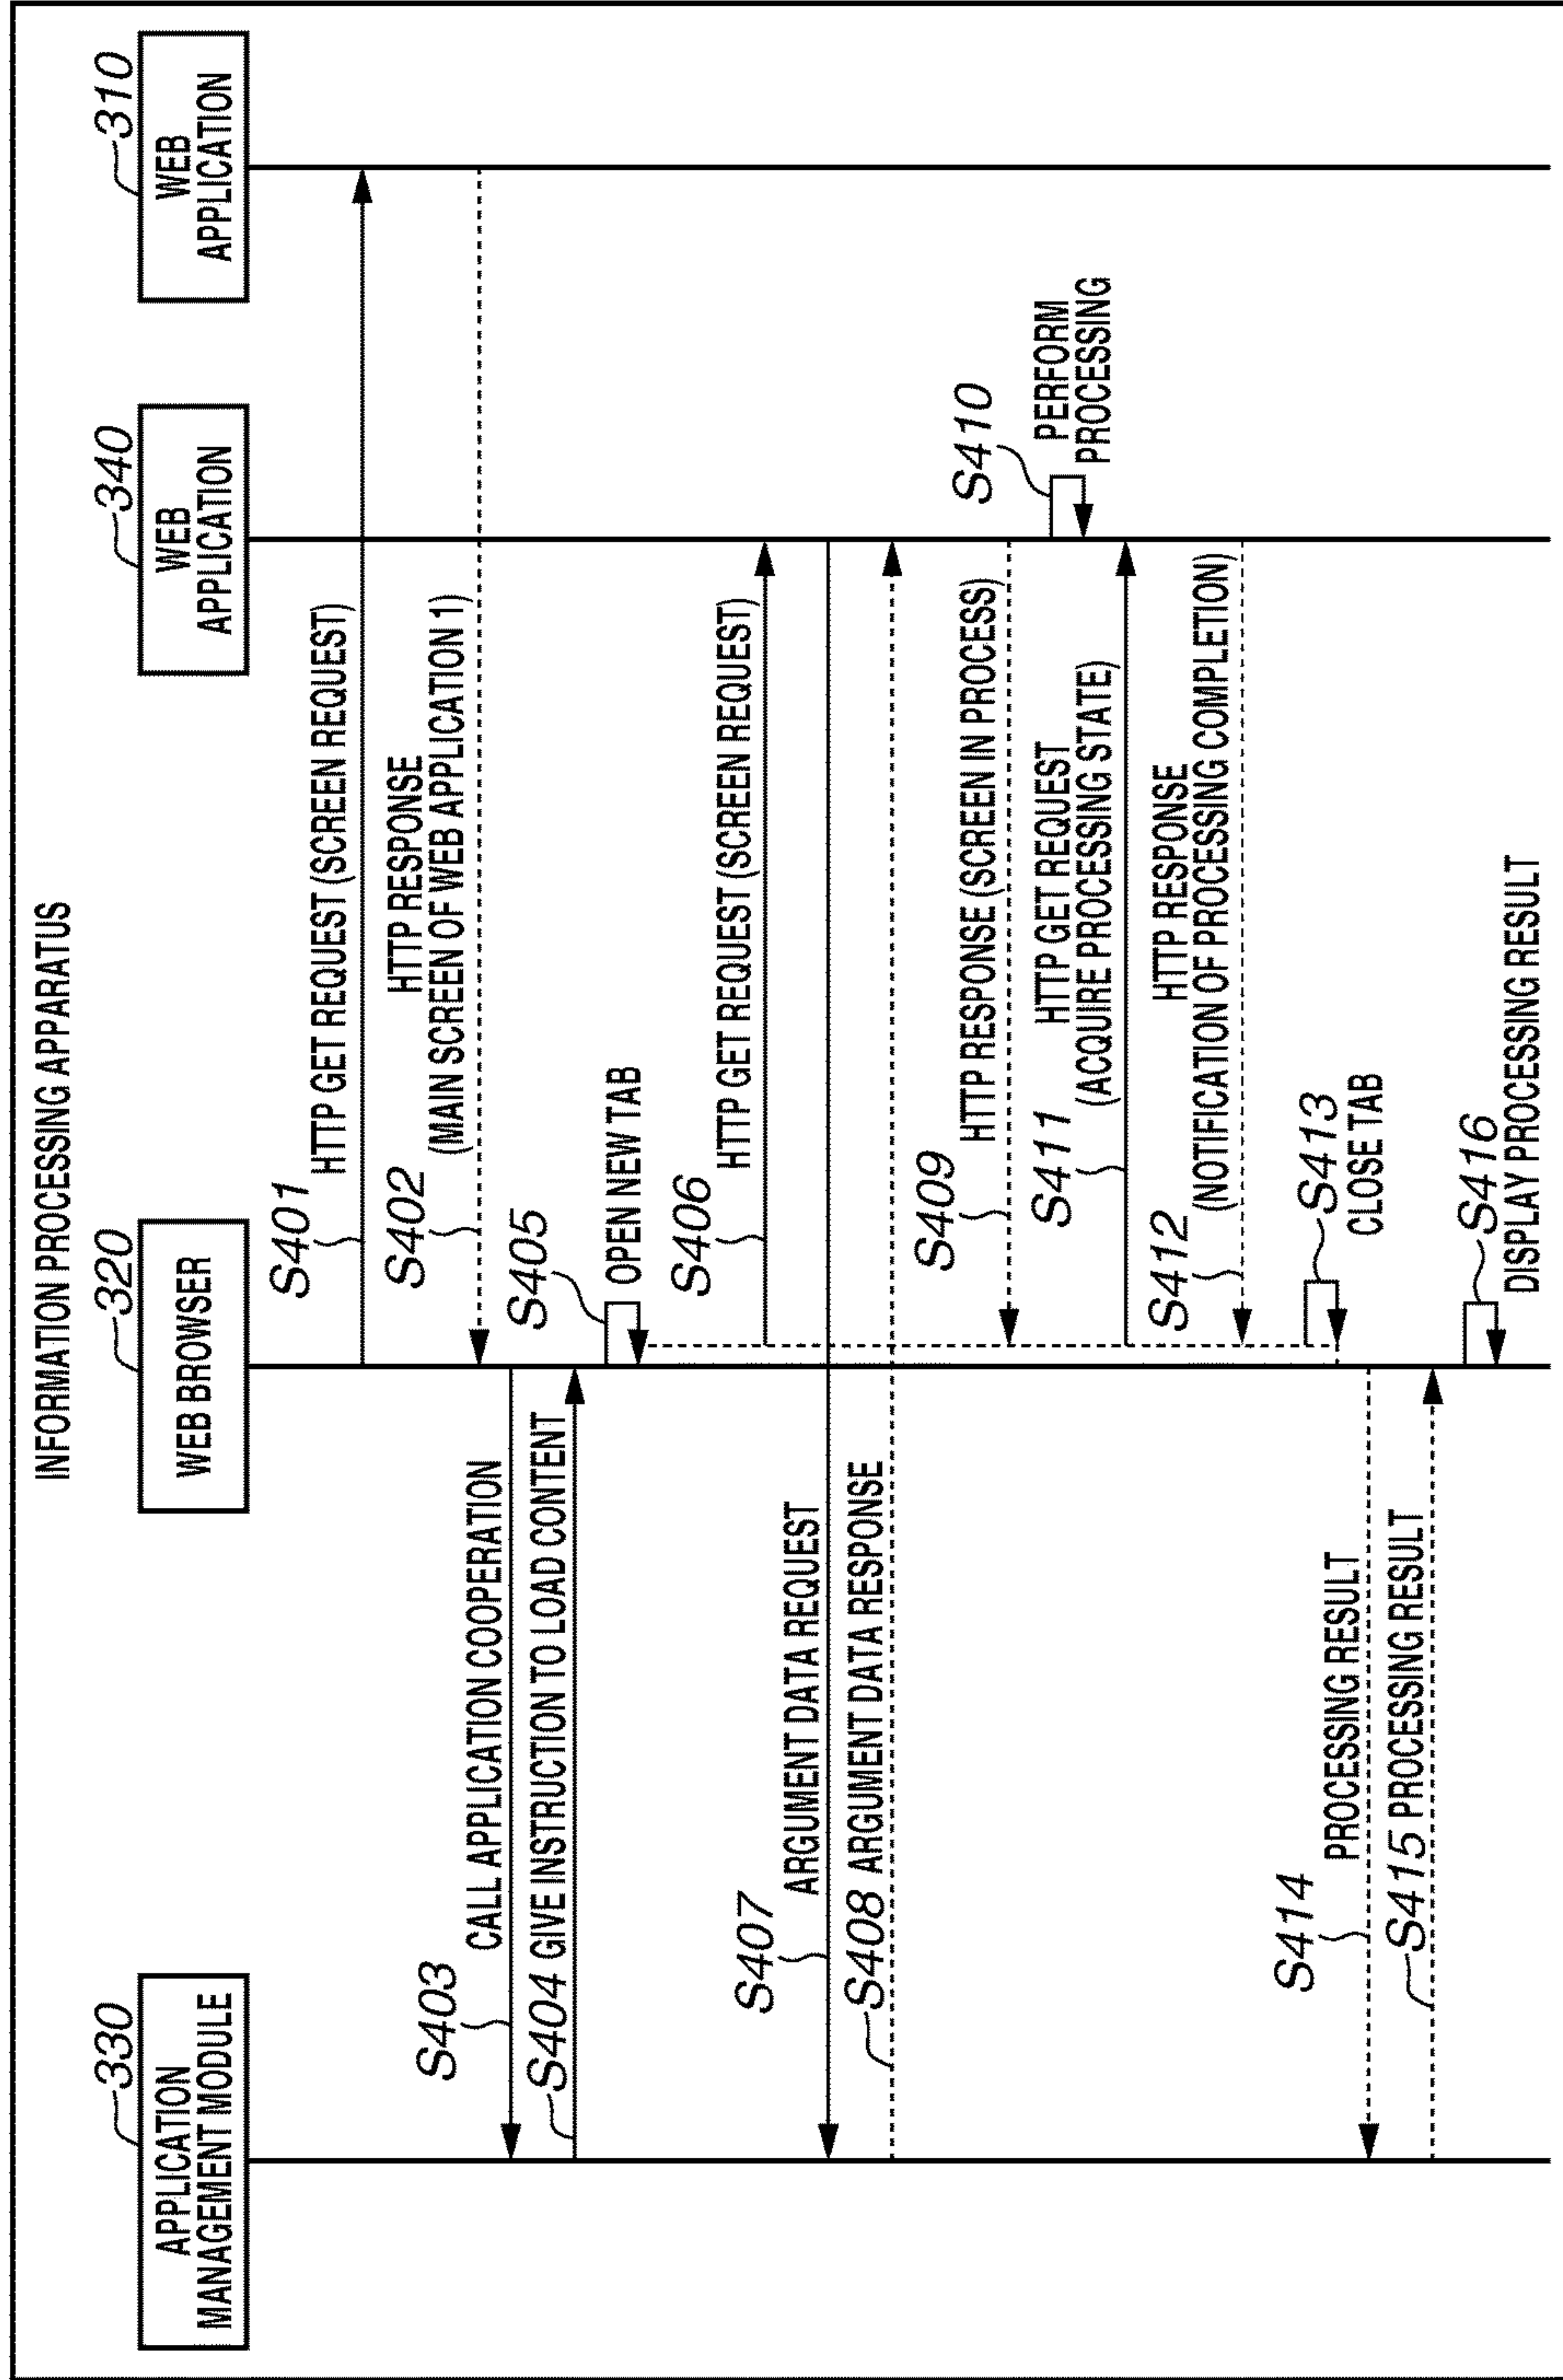 INFORMATION PROCESSING APPARATUS
330
APPLICATION
MANAGEMENT MODULE
320
WEB BROWSER
340
WEB
APPLICATION
310
WEB
APPLICATION
S401
HTTP GET REQUEST (SCREEN REQUEST)
S402
HTTP RESPONSE
(MAIN SCREEN OF WEB APPLICATION 1)
S403
CALL APPLICATION COOPERATION
S404 GIVE INSTRUCTION TO LOAD CONTENT
S405
OPEN NEW TAB
S406
HTTP GET REQUEST (SCREEN REQUEST)
S407
ARGUMENT DATA REQUEST
S408 ARGUMENT DATA RESPONSE
S409
HTTP RESPONSE (SCREEN IN PROCESS)
S410
PERFORM
PROCESSING
S411
HTTP GET REQUEST
(ACQUIRE PROCESSING STATE)
S412
HTTP RESPONSE
(NOTIFICATION OF PROCESSING COMPLETION)
S413
CLOSE TAB
S414
PROCESSING RESULT
S415 PROCESSING RESULT
S416
DISPLAY PROCESSING RESULT